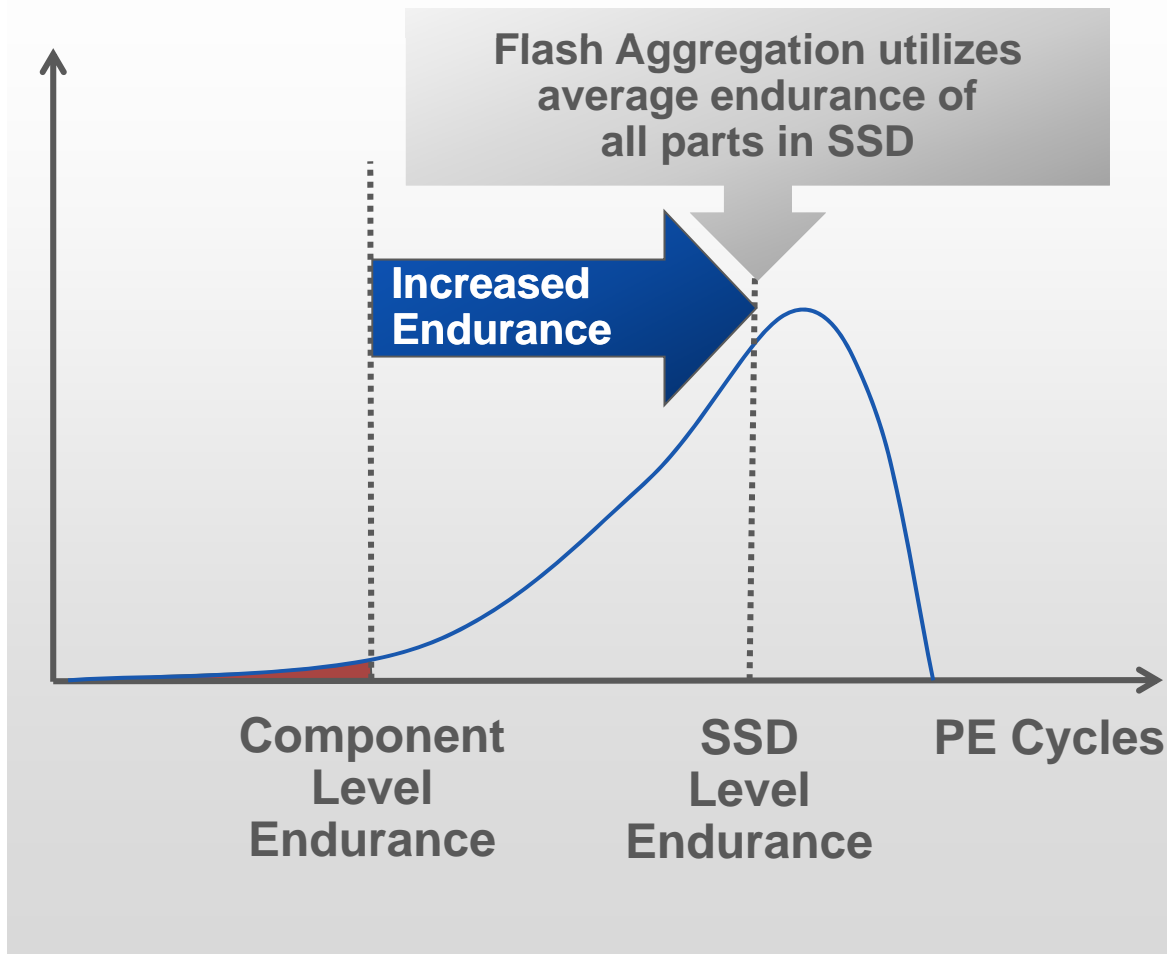 Flash Aggregation utilizes
average endurance of
all parts in SSD
Increased
Endurance
Component
Level
Endurance
SSD
Level
Endurance
PE Cycles